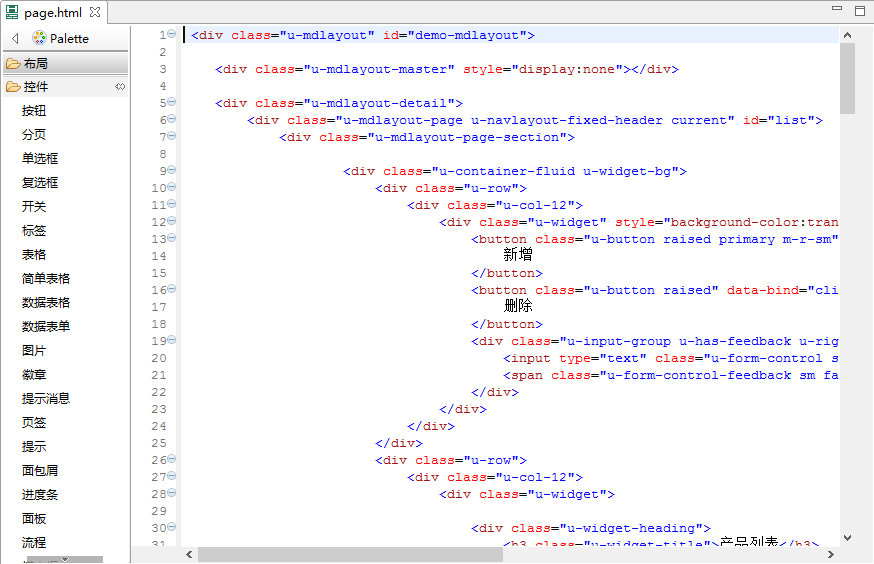 page.html
Palette
布局
控件
按钮
分页
单选框
复选框
开关
标签
表格
简单表格
数据表格
数据表单
图片
徽章
提示消息
页签
提示
面包屑
进度条
面板
流程
1 <div class="u-mdlayout" id="demo-mdlayout">
2
3 <div class="u-mdlayout-master" style="display:none"></div>
4
5 <div class="u-mdlayout-detail">
6 <div class="u-mdlayout-page u-navlayout-fixed-header current" id="list">
7 <div class="u-mdlayout-page-section">
8
9 <div class="u-container-fluid u-widget-bg">
10 <div class="u-row">
11 <div class="u-col-12">
12 <div class="u-widget" style="background-color:tran
13 <button class="u-button raised primary m-r-sm"
14 新增
15 </button>
16 <button class="u-button raised" data-bind="cli
17 删除
18 </button>
19 <div class="u-input-group u-has-feedback u-rig
20 <input type="text" class="u-form-control s
21 <span class="u-form-control-feedback sm fa
22 </div>
23 </div>
24 </div>
25 </div>
26 <div class="u-row">
27 <div class="u-col-12">
28 <div class="u-widget">
29
30 <div class="u-widget-heading">
31 <h3 class="u-widget-title">产品列表</h3>